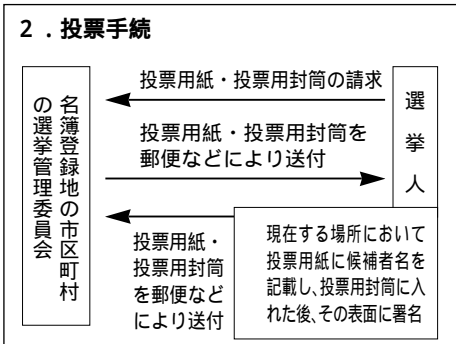 2．投票手続
投票用紙・投票用封筒の請求
名簿登録地の市区町村
の選挙管理委員会
選挙人
投票用紙・投票用封筒を
郵便などにより送付
投票用紙・
投票用封筒
を郵便など
により送付
現在する場所において
投票用紙に候補者名を
記載し、投票用封筒に入
れた後、その表面に署名